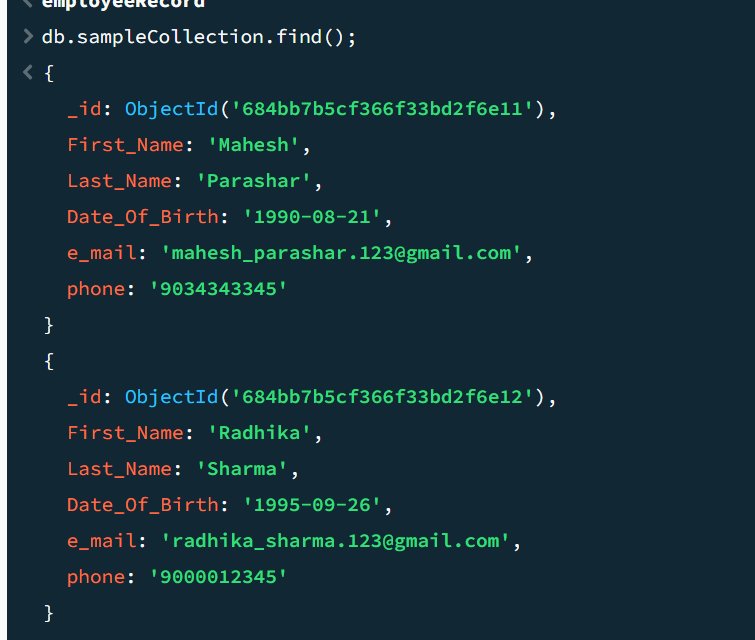 employeeRecord
> db.sampleCollection.find();
< {
_id: ObjectId('684bb7b5cf366f33bd2f6e11'),
First_Name: 'Mahesh',
Last_Name: 'Parashar',
Date_Of_Birth: '1990-08-21',
e_mail: 'mahesh_parashar.123@gmail.com',
phone: '9034343345'
}
{
_id: ObjectId('684bb7b5cf366f33bd2f6e12'),
First_Name: 'Radhika',
Last_Name: 'Sharma',
Date_Of_Birth: '1995-09-26',
e_mail: 'radhika_sharma.123@gmail.com',
phone: '9000012345'
}